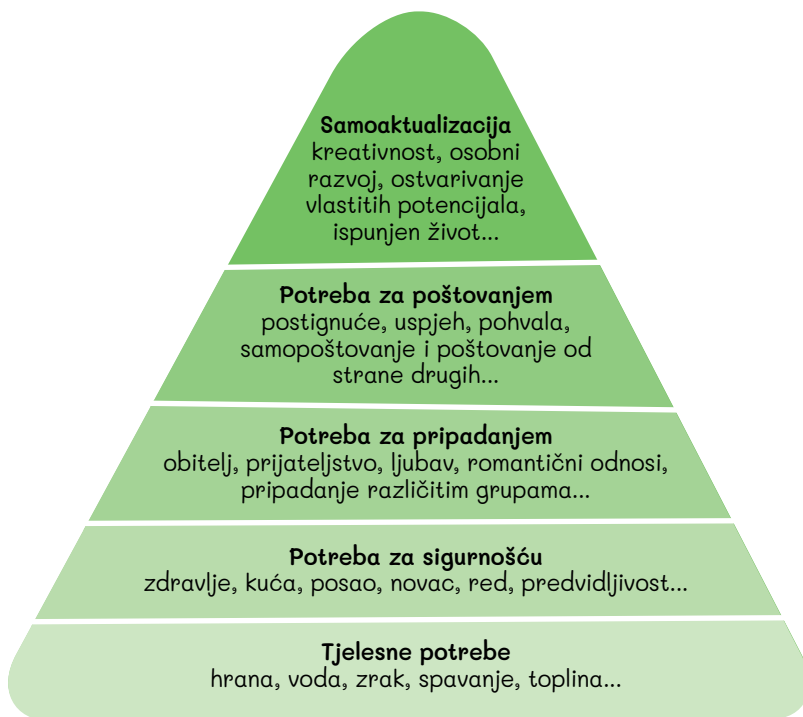 Samoaktualizacija
kreativnost, osobni
razvoj, ostvarivanje
vlastitih potencijala,
ispunjen život...
Potreba za poštovanjem
postignuće, uspjeh, pohvala,
samopoštovanje i poštovanje od
strane drugih...
Potreba za pripadanjem
obitelj, prijateljstvo, ljubav, romantični odnosi,
pripadanje različitim grupama...
Potreba za sigurnošću
zdravlje, kuća, posao, novac, red, predvidljivost...
Tjelesne potrebe
hrana, voda, zrak, spavanje, toplina...